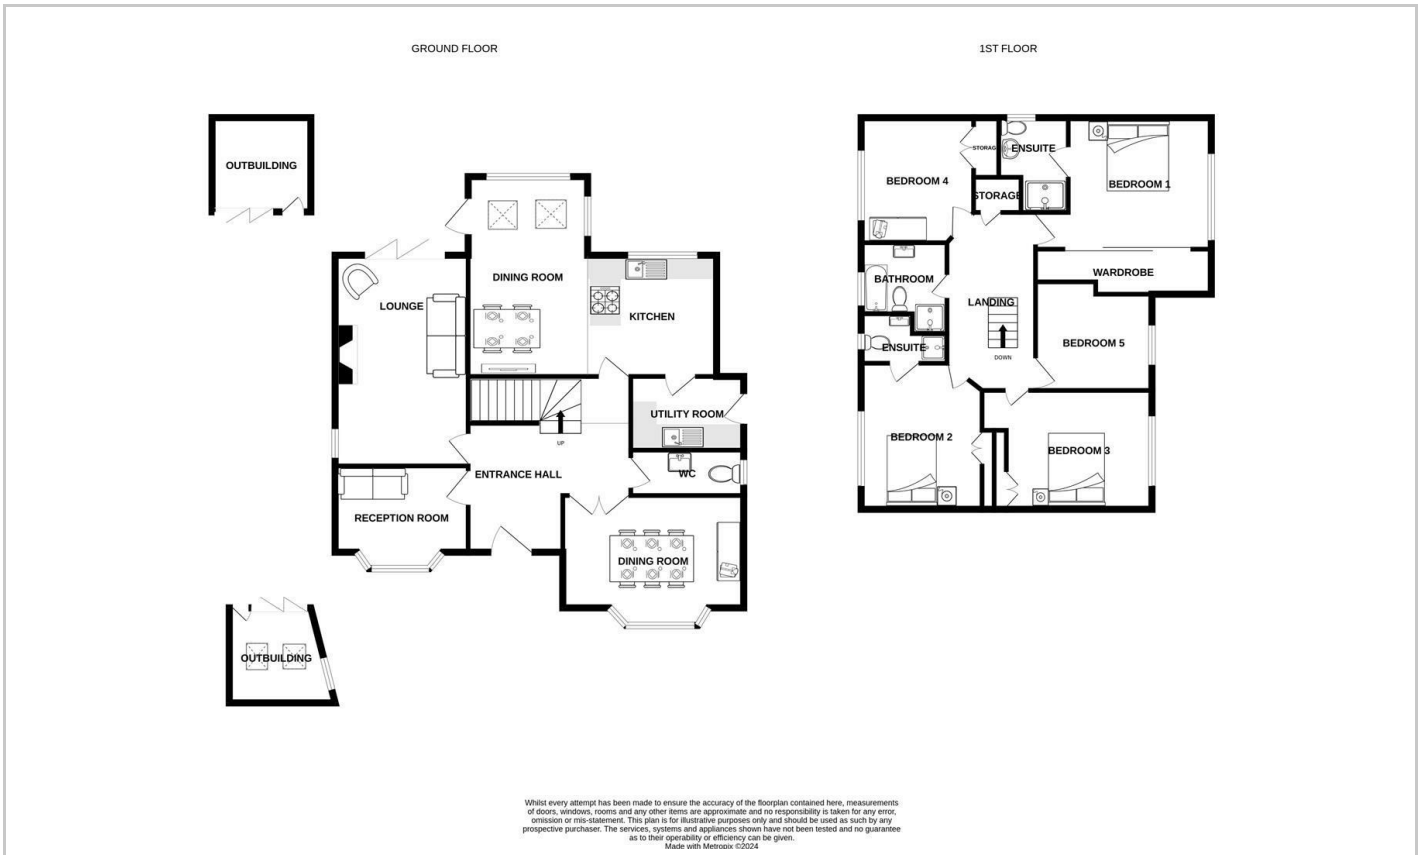 GROUND FLOOR
1ST FLOOR
OUTBUILDING
DINING ROOM
LOUNGE
KITCHEN
UTILITY ROOM
UP
ENTRANCE HALL
WC
RECEPTION ROOM
DINING ROOM
OUTBUILDING
STORAGE
ENSUITE
BEDROOM 4
BEDROOM 1
STORAGE
BATHROOM
WARDROBE
LANDING
BEDROOM 5
ENSUITE
DOWN
BEDROOM 2
BEDROOM 3
Whilst every attempt has been made to ensure the accuracy of the floorplan contained here, measurements
of doors, windows, rooms and any other items are approximate and no responsibility is taken for any error,
omission or mis-statement. This plan is for illustrative purposes only and should be used as such by any
prospective purchaser. The services, systems and appliances shown have not been tested and no guarantee
as to their operability or efficiency can be given.
Made with Metropix ©2024